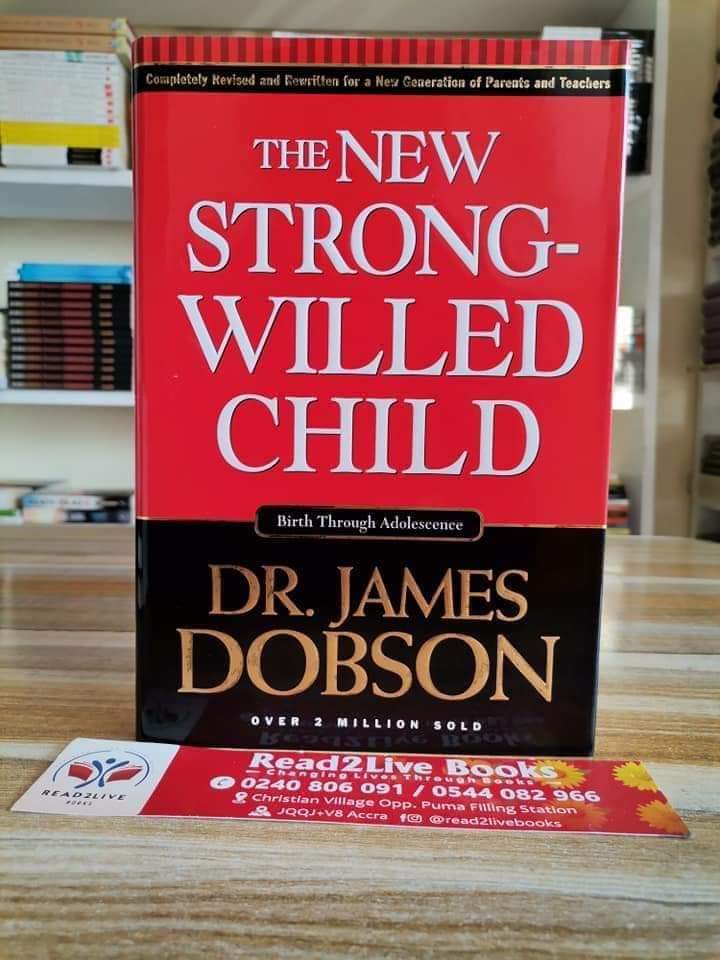 Completely Revised and Rewritten for a New Generation of Parents and Teachers
THE NEW
STRONG-
WILLED
CHILD
Birth Through Adolescence
DR. JAMES
DOBSON
OVER 2 MILLION SOLD
READ2LIVE
BOOKS
Read2Live Books
Changing Lives Through Books
0240 806 091 / 0544 082 966
Christian Village Opp. Puma Filling Station
JQQJ+V8 Accra @read2livebooks